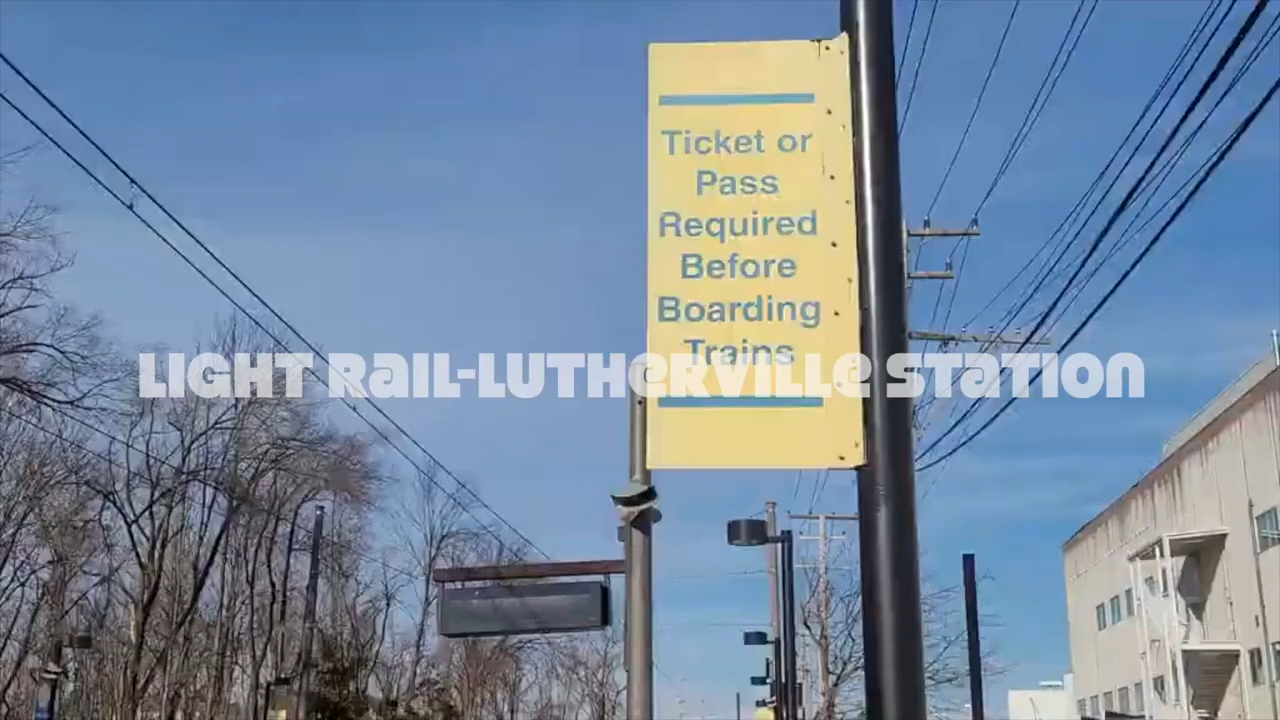 Ticket or
Pass
Required
Before
Boarding
Trains
LIGHT RaIL-LUTHeRVILLe STaTION